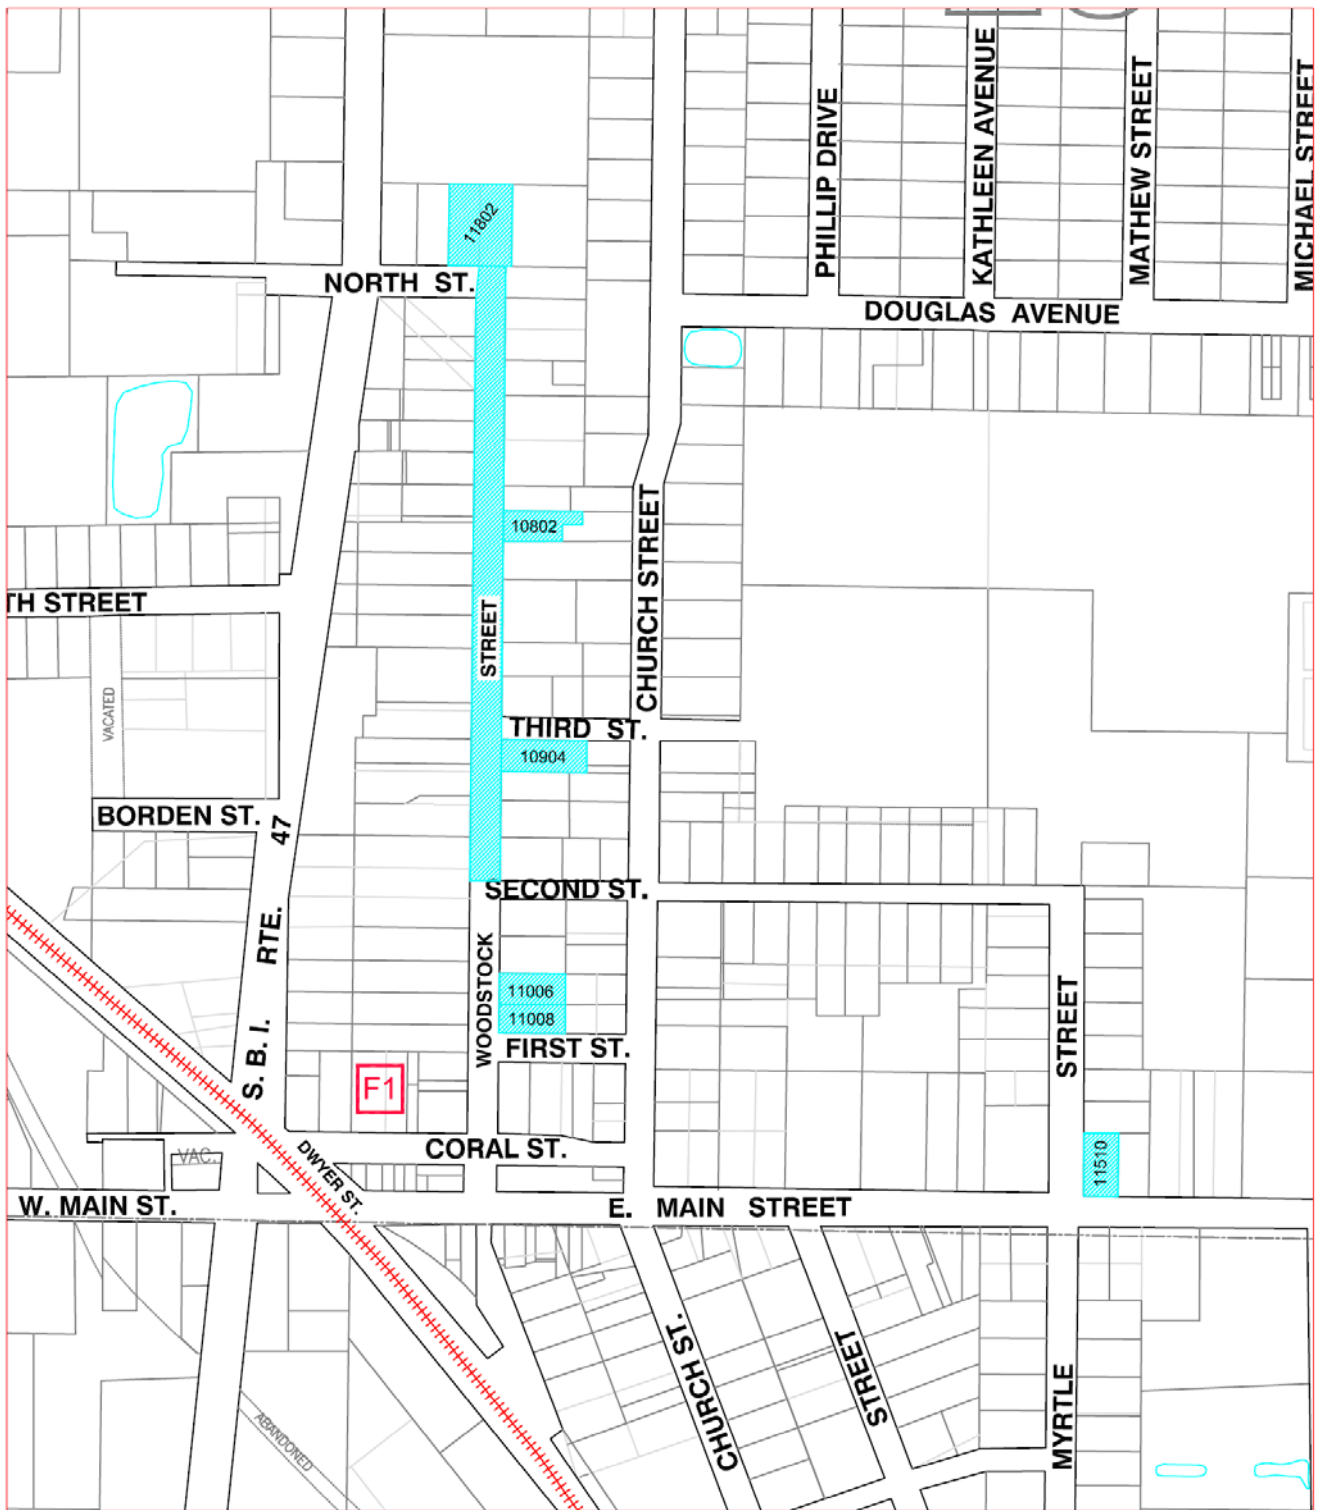 PHILLIP DRIVE
KATHLEEN AVENUE
MATHEW STREET
MICHAEL STREET
11802
NORTH ST.
DOUGLAS AVENUE
10802
CHURCH STREET
TH STREET
STREET
VACATED
THIRD ST.
10904
BORDEN ST.
S. B. I. RTE. 47
SECOND ST.
WOODSTOCK
11006
11008
FIRST ST.
STREET
F1
CORAL ST.
VAC.
DWYER ST.
11510
W. MAIN ST.
E. MAIN STREET
CHURCH ST.
STREET
MYRTLE
ABANDONED